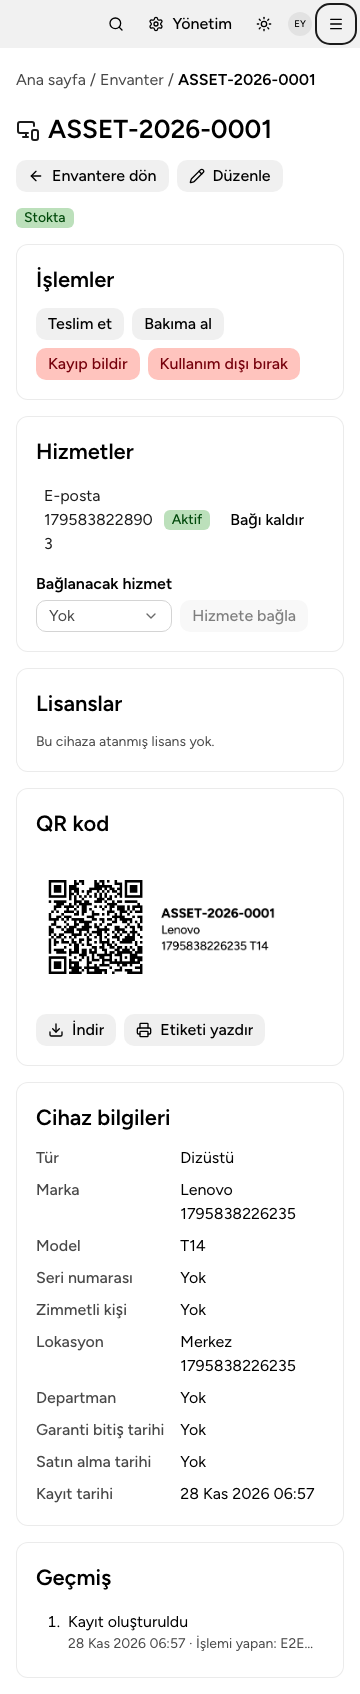 Yönetim
EY
Ana sayfa / Envanter / ASSET-2026-0001
ASSET-2026-0001
Envantere dön
Düzenle
Stokta
İşlemler
Teslim et
Bakıma al
Kayıp bildir
Kullanım dışı bırak
Hizmetler
E-posta
179583822890
3
Aktif
Bağı kaldır
Bağlanacak hizmet
Yok
Hizmete bağla
Lisanslar
Bu cihaza atanmış lisans yok.
QR kod
ASSET-2026-0001
Lenovo
1795838226235 T14
İndir
Etiketi yazdır
Cihaz bilgileri
Tür Dizüstü
Marka Lenovo
1795838226235
Model T14
Seri numarası Yok
Zimmetli kişi Yok
Lokasyon Merkez
1795838226235
Departman Yok
Garanti bitiş tarihi Yok
Satın alma tarihi Yok
Kayıt tarihi 28 Kas 2026 06:57
Geçmiş
1. Kayıt oluşturuldu
28 Kas 2026 06:57 · İşlemi yapan: E2E...